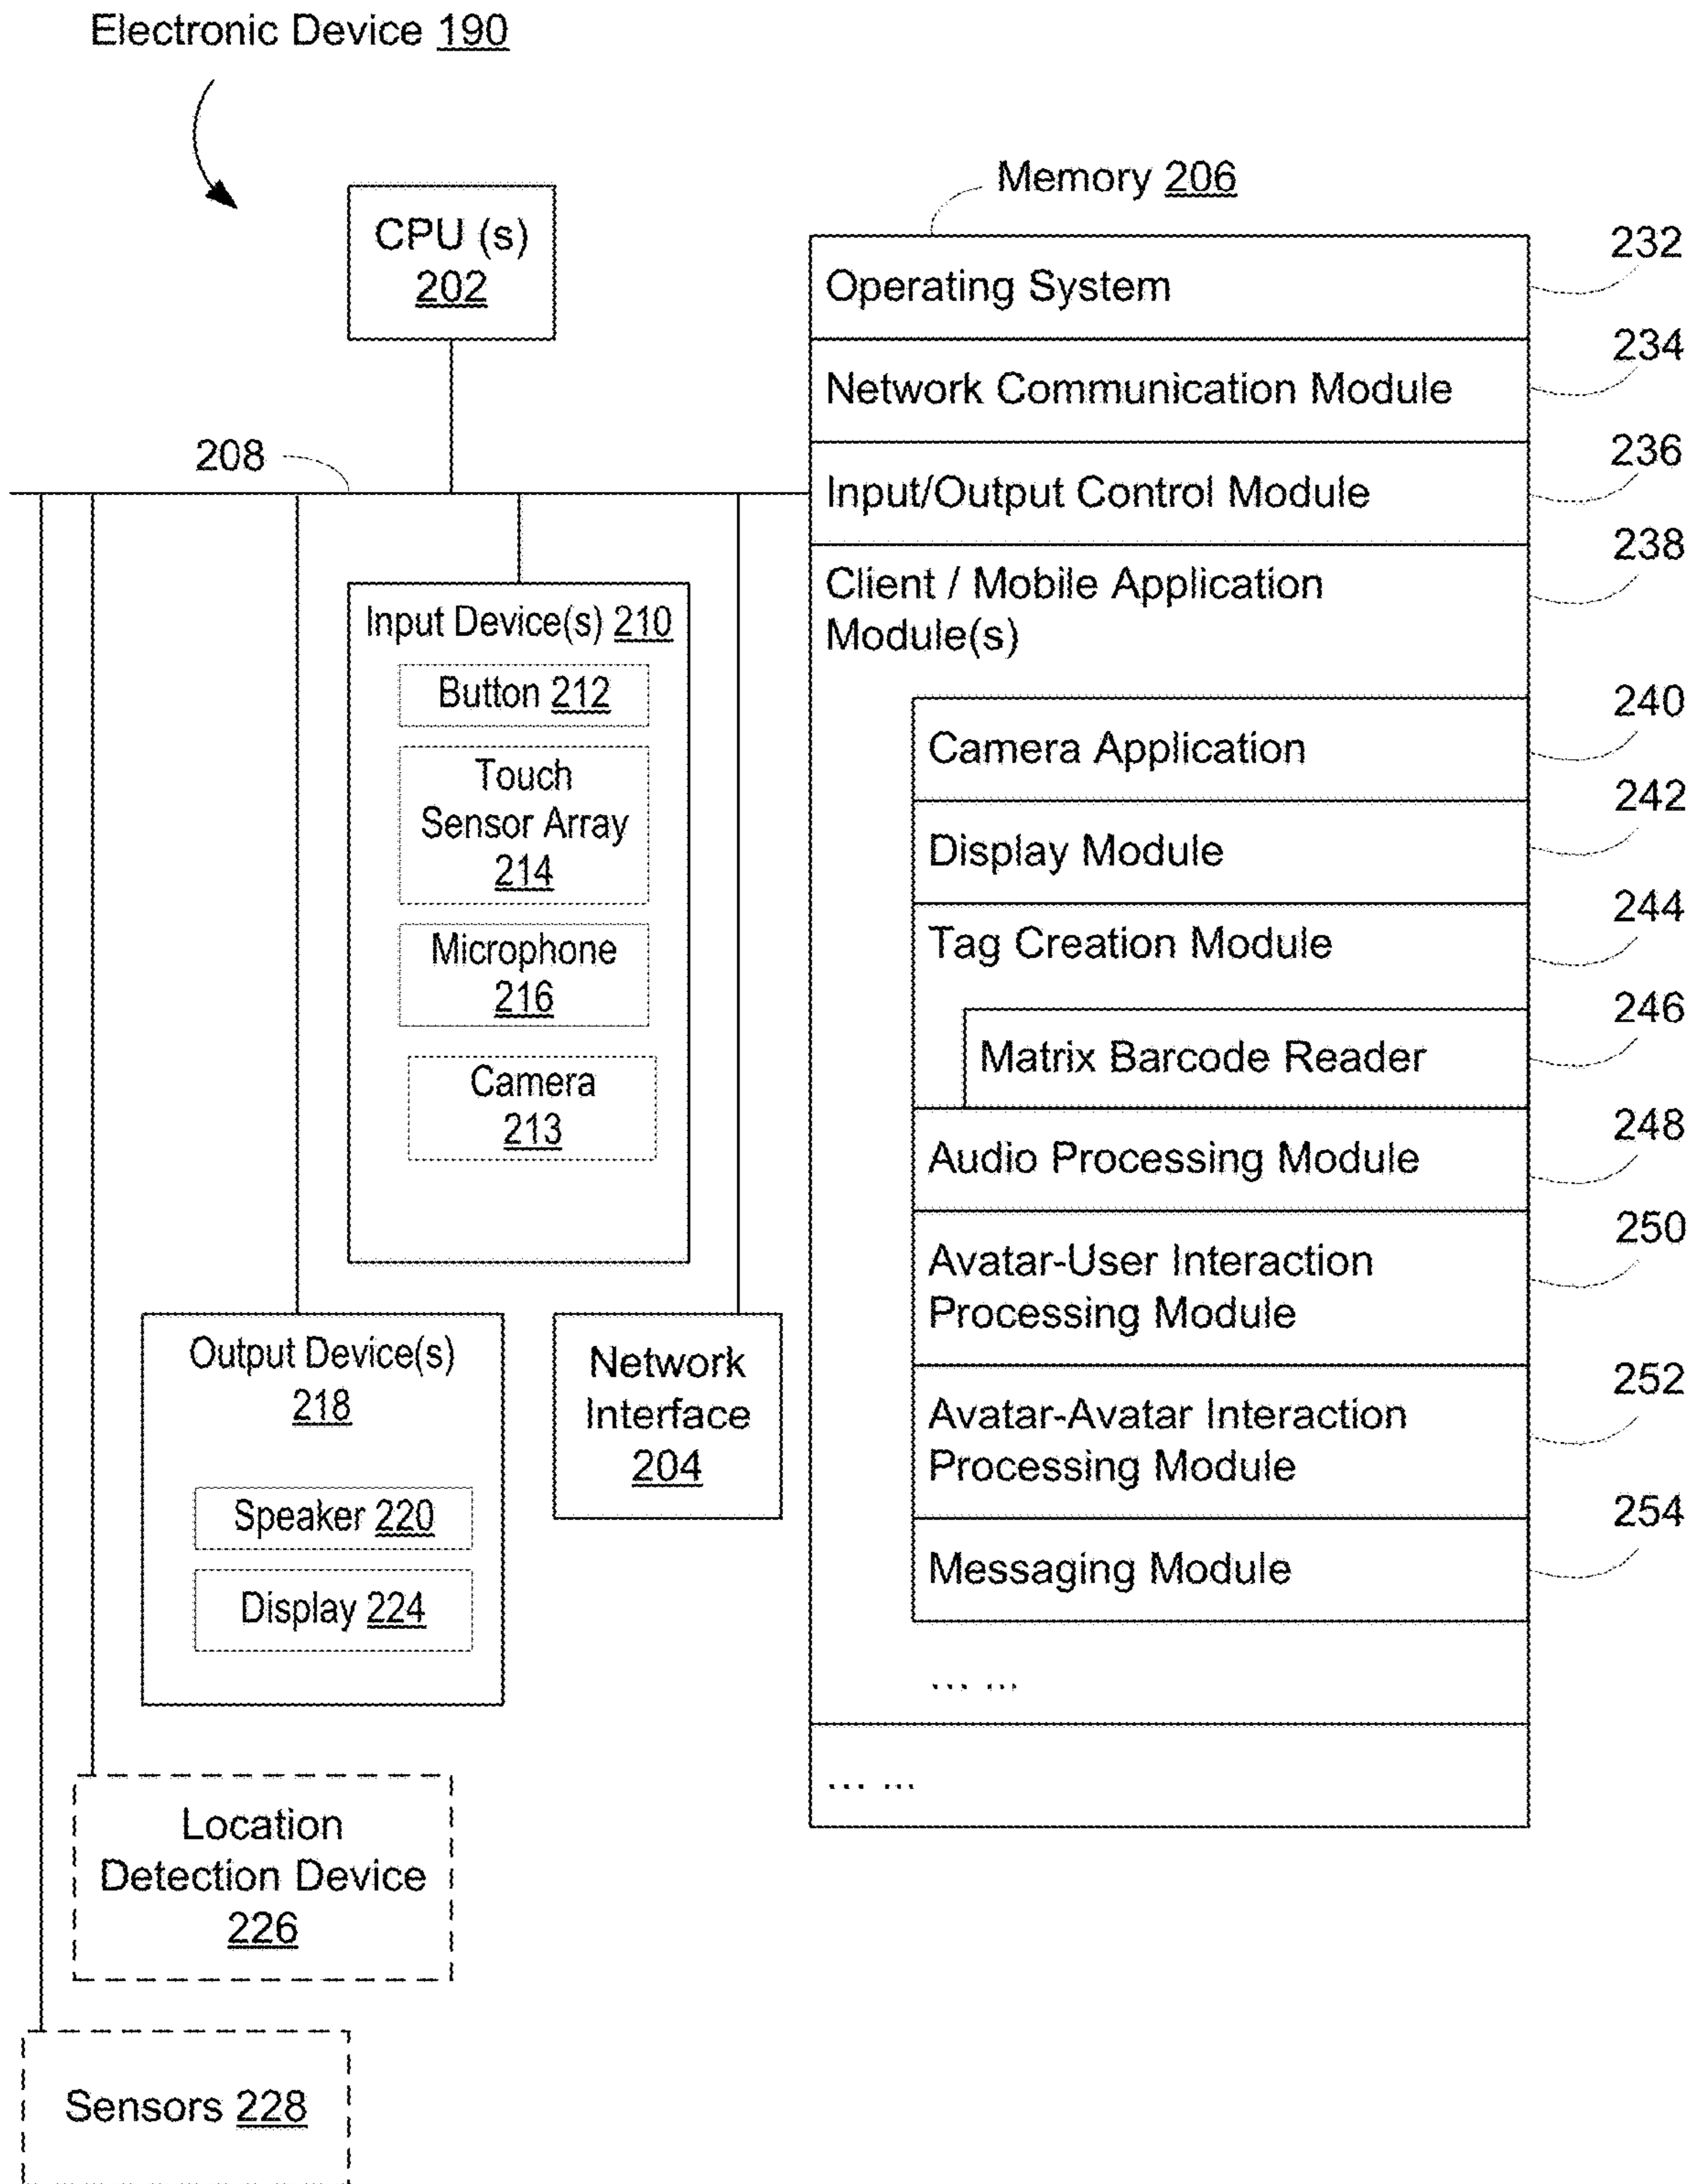 Electronic Device 190
CPU (s)
202
208
Input Device(s) 210
Button 212
Touch
Sensor Array
214
Microphone
216
Camera
213
Output Device(s)
218
Speaker 220
Display 224
Network
Interface
204
Location
Detection Device
226
Sensors 228
Memory 206
Operating System
232
Network Communication Module
234
Input/Output Control Module
236
Client / Mobile Application
Module(s)
238
Camera Application
240
Display Module
242
Tag Creation Module
244
Matrix Barcode Reader
246
Audio Processing Module
248
Avatar-User Interaction
Processing Module
250
Avatar-Avatar Interaction
Processing Module
252
Messaging Module
254
... ...
... ...